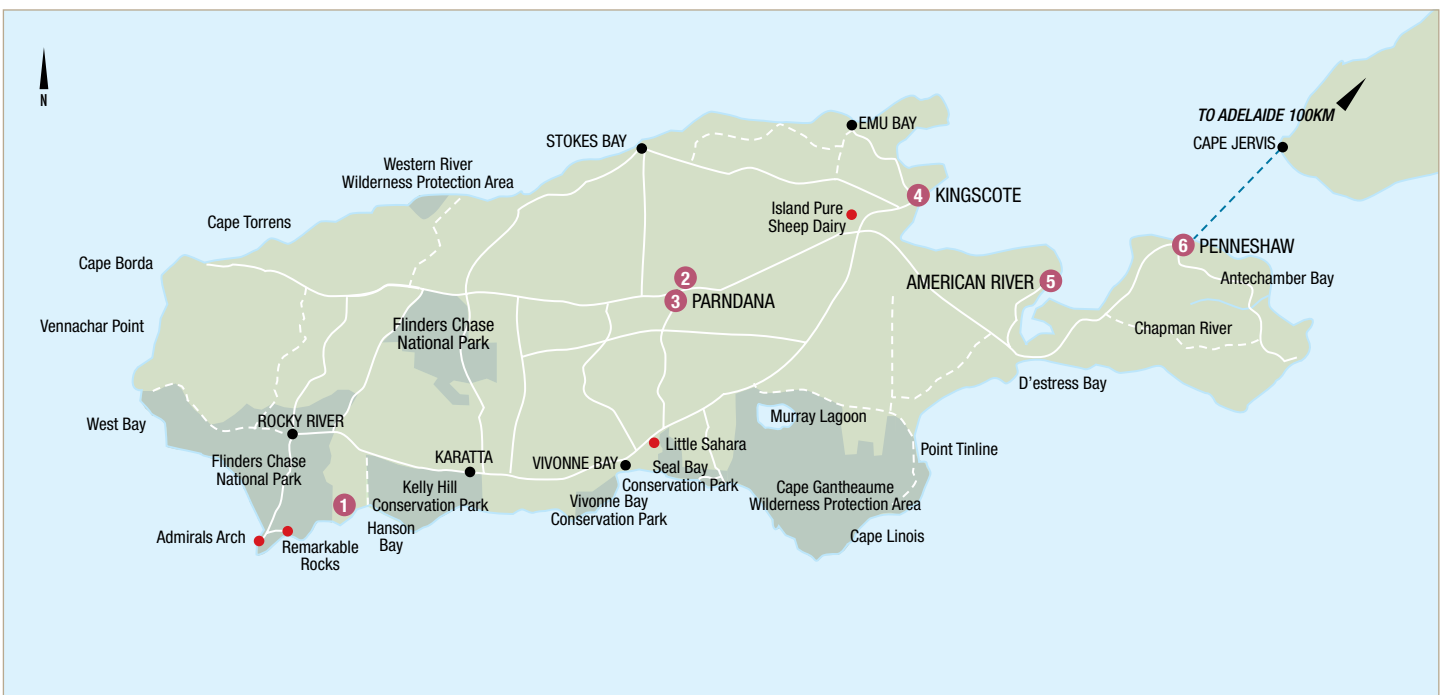 N
TO ADELAIDE 100KM
CAPE JERVIS
EMU BAY
STOKES BAY
Western River
Wilderness Protection Area
4 KINGSCOTE
Island Pure
Sheep Dairy
Cape Torrens
6 PENNESHAW
Cape Borda
2
AMERICAN RIVER 5
Antechamber Bay
3 PARNDANA
Vennachar Point
Flinders Chase
National Park
Chapman River
D'estress Bay
West Bay
ROCKY RIVER
Murray Lagoon
Little Sahara
Point Tinline
Flinders Chase
National Park
KARATTA
VIVONNE BAY
Seal Bay
Conservation Park
Kelly Hill
Conservation Park
Cape Gantheaume
Wilderness Protection Area
1
Vivonne Bay
Conservation Park
Hanson
Bay
Admirals Arch
Remarkable
Rocks
Cape Linois